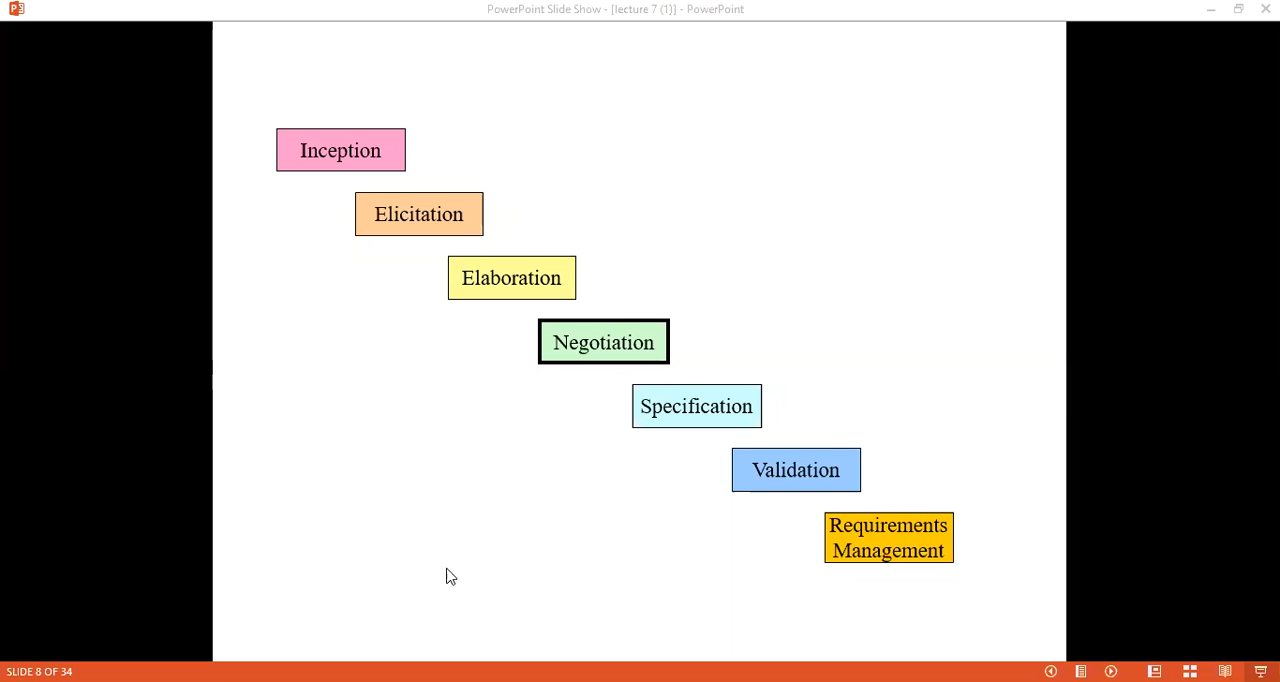 PowerPoint Slide Show - [lecture 7 (1)] - PowerPoint
Inception
Elicitation
Elaboration
Negotiation
Specification
Validation
Requirements
Management
SLIDE 8 OF 34